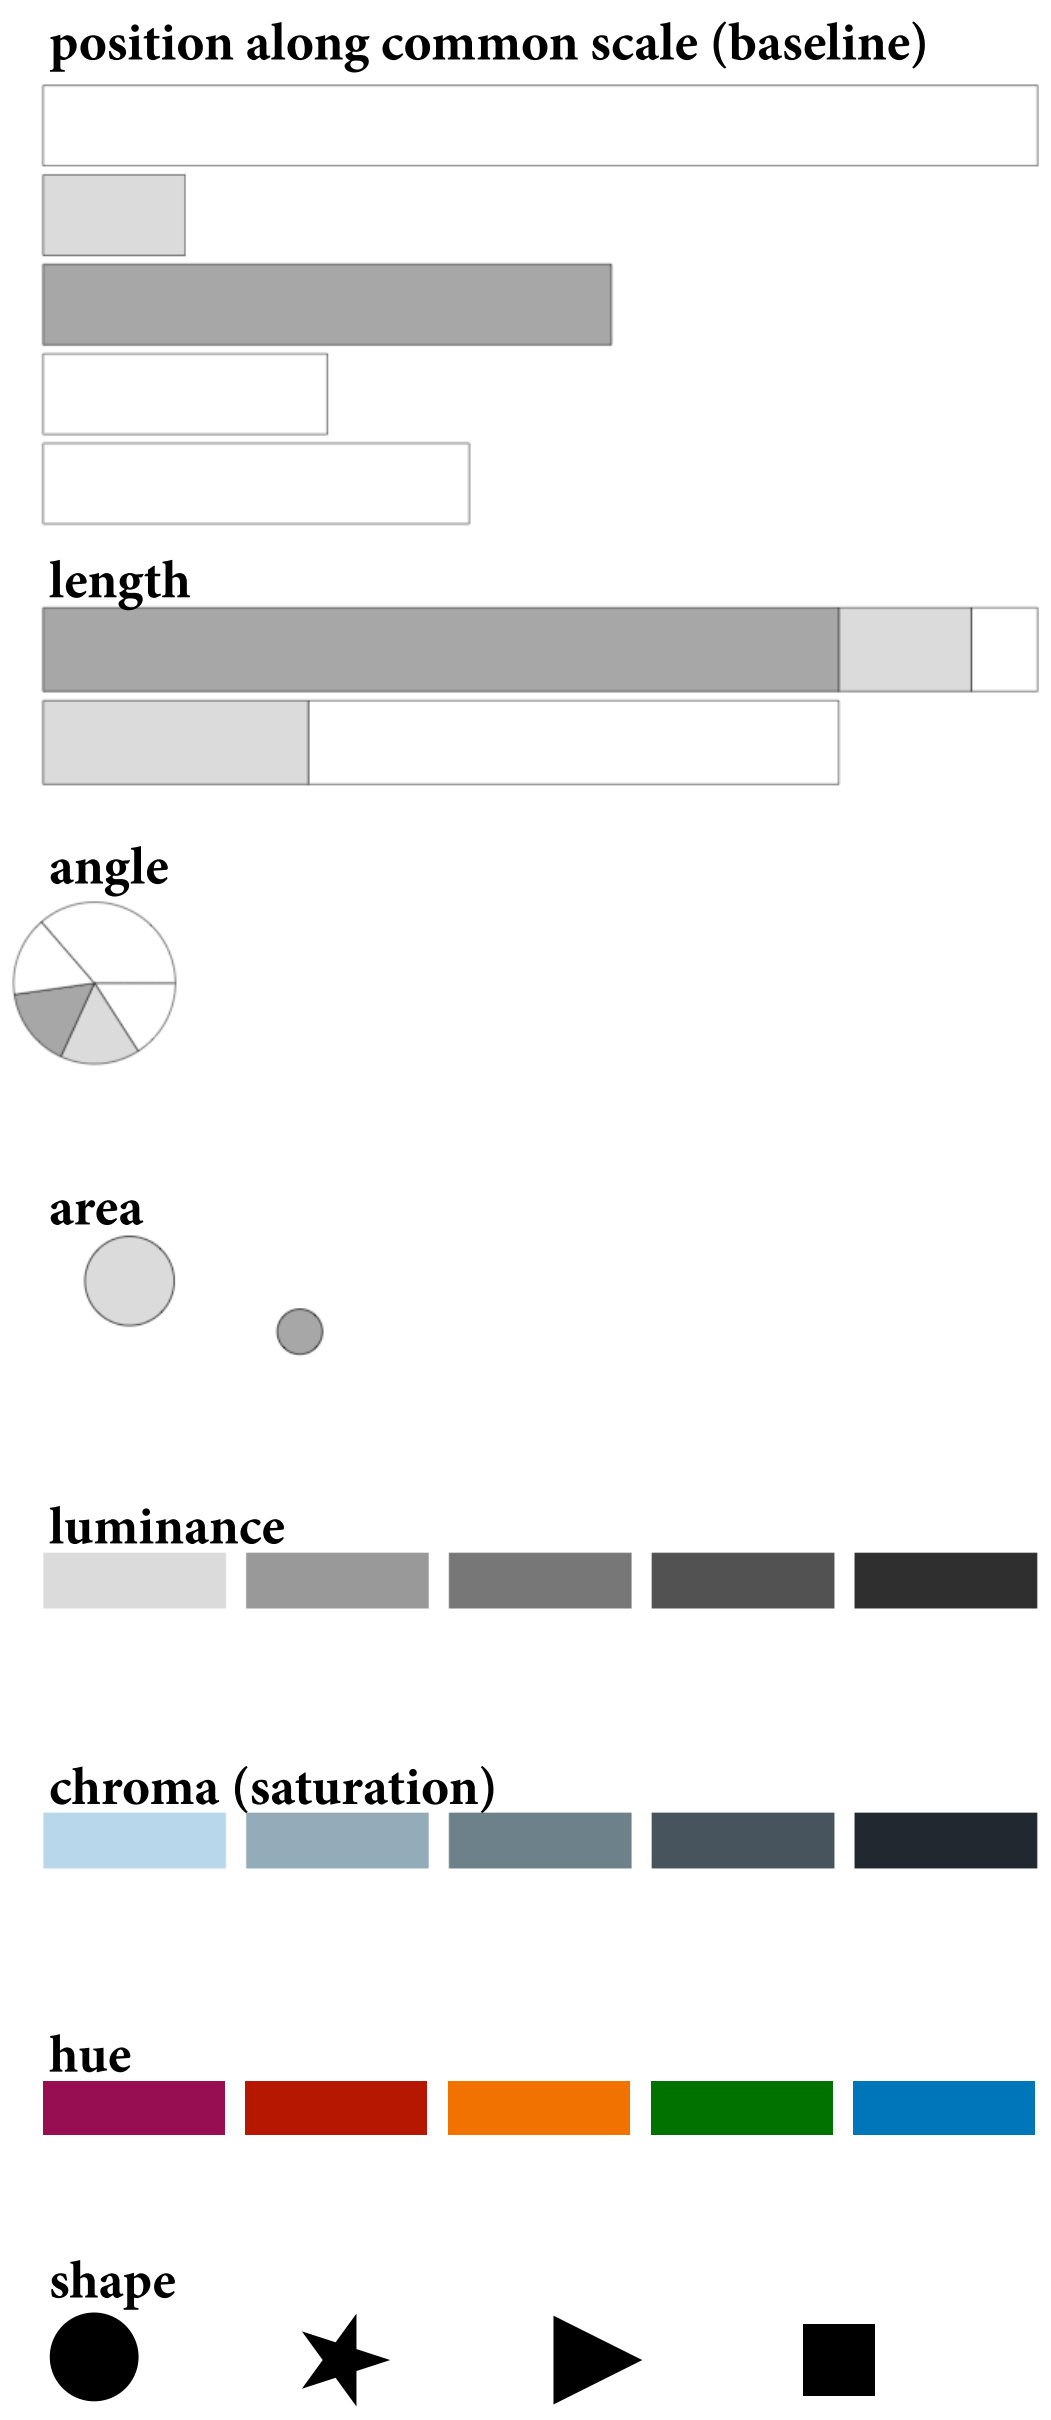 position along common scale (baseline)
length
angle
area
luminance
chroma (saturation)
hue
shape